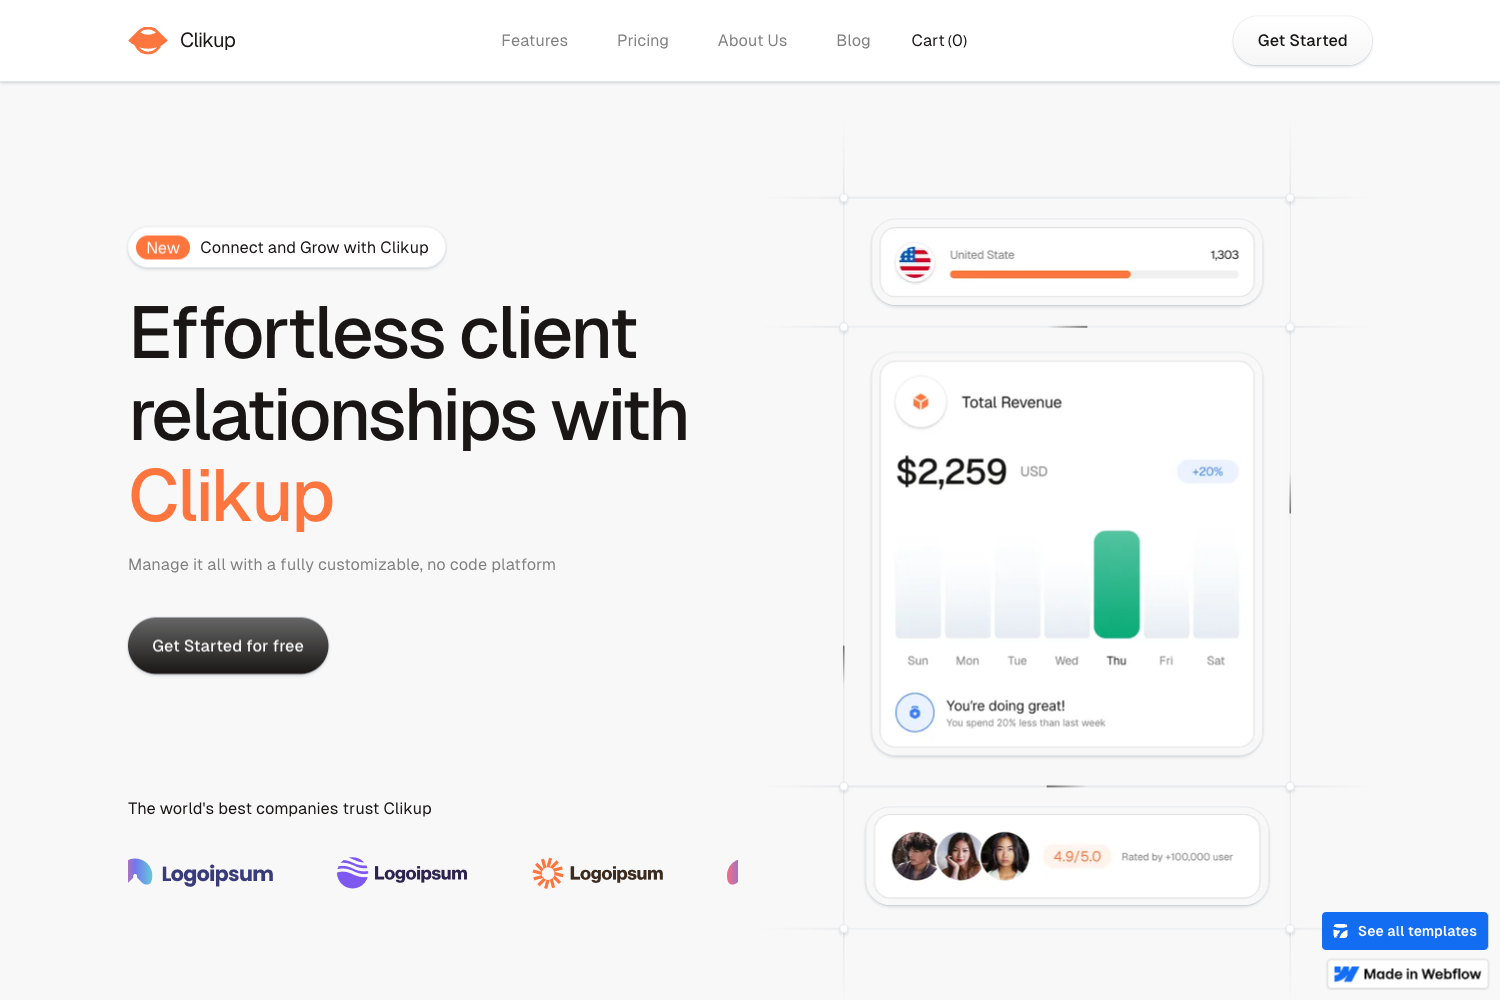 Clikup
Features
Pricing
About Us
Blog
Cart (0)
Get Started
New
Connect and Grow with Clikup
Effortless client
relationships with
Clikup
Manage it all with a fully customizable, no code platform
Get Started for free
The world's best companies trust Clikup
Logoipsum
Logoipsum
Logoipsum
United State
1,303
Total Revenue
$2,259 USD
+20%
Sun Mon Tue Wed Thu Fri Sat
You're doing great!
You spend 20% less than last week
4.9/5.0
Rated by +100,000 user
See all templates
Made in Webflow